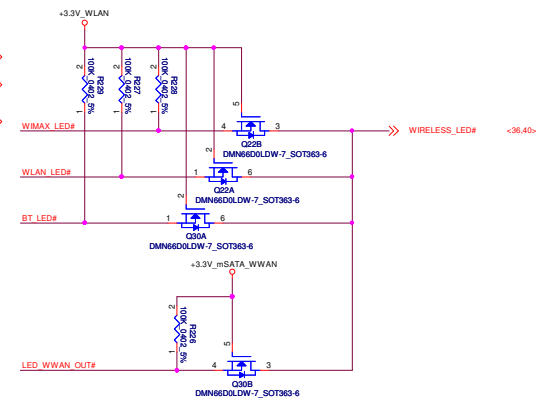 +3.3V_WLAN
2
2
2
100K_0402_5%
R229
100K_0402_5%
R227
100K_0402_5%
R228
1
1
1
5
WIMAX_LED#
4
3
WIRELESS_LED#
<36,40>
Q22B
DMN66D0LDW-7_SOT363-6
2
WLAN_LED#
1
6
Q22A
DMN66D0LDW-7_SOT363-6
2
BT_LED#
1
6
Q30A
DMN66D0LDW-7_SOT363-6
+3.3V_mSATA_WWAN
2
100K_0402_5%
R226
1
5
LED_WWAN_OUT#
4
3
Q30B
DMN66D0LDW-7_SOT363-6